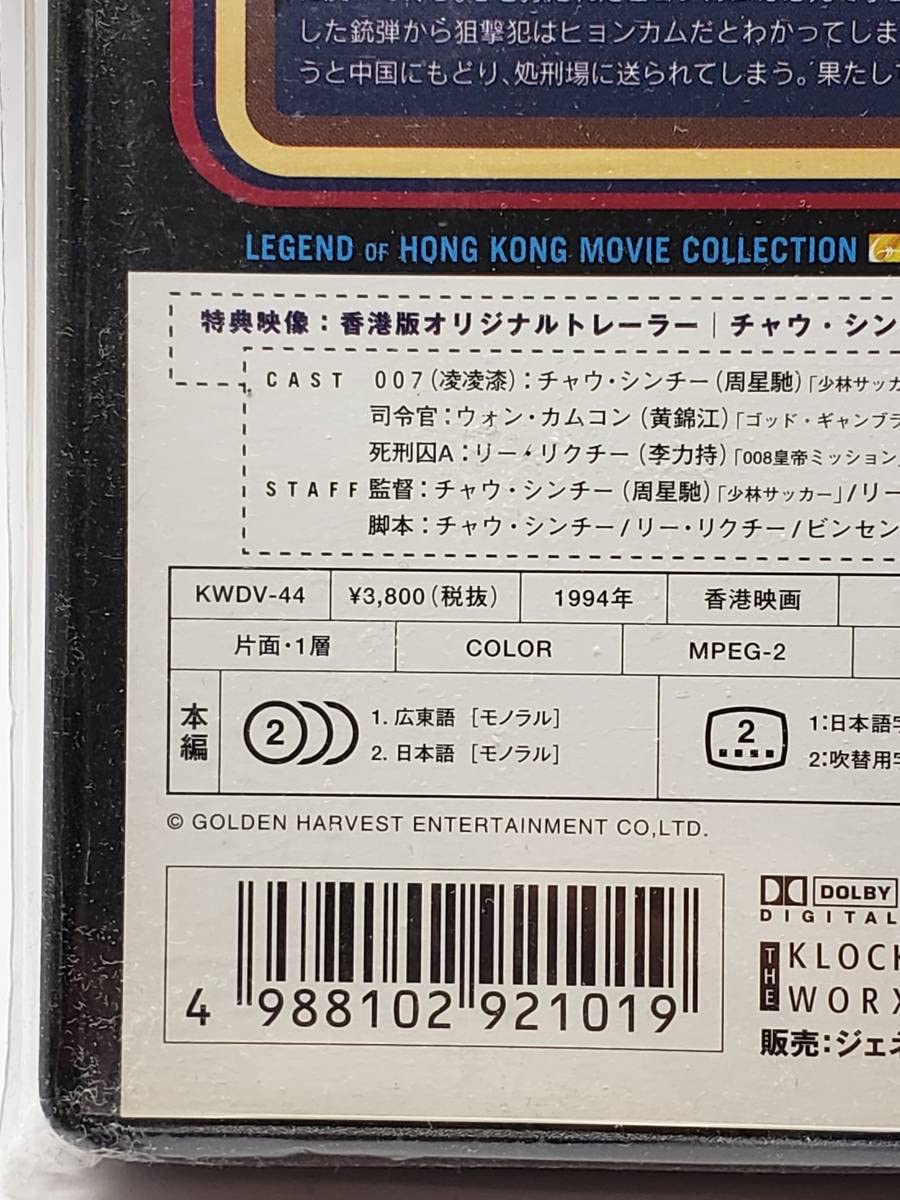 した銃弾から狙撃犯はヒョンカムだとわかってしま
うと中国にもどり、処刑場に送られてしまう。果たして
LEGEND OF HONG KONG MOVIE COLLECTION
特典映像：香港版オリジナルトレーラー｜チャウ・シン
CAST 007(凌凌漆)：チャウ・シンチー(周星馳)「少林サッカ
司令官：ウォン・カムコン(黄錦江)「ゴッド・ギャンブラ
死刑囚A：リー・リクチー(李力持)「008皇帝ミッション」
STAFF 監督：チャウ・シンチー(周星馳)「少林サッカー」/リー
脚本：チャウ・シンチー/リー・リクチー/ビンセン
KWDV-44 ¥3,800(税抜) 1994年 香港映画
片面・1層 COLOR MPEG-2
本編 2 1. 広東語 [モノラル] 2 1:日本語字
2. 日本語 [モノラル] 2:吹替用字
© GOLDEN HARVEST ENTERTAINMENT CO,LTD.
DOLBY
DIGITAL
THE KLOCK
WORX
4 988102 921019
販売：ジェネ